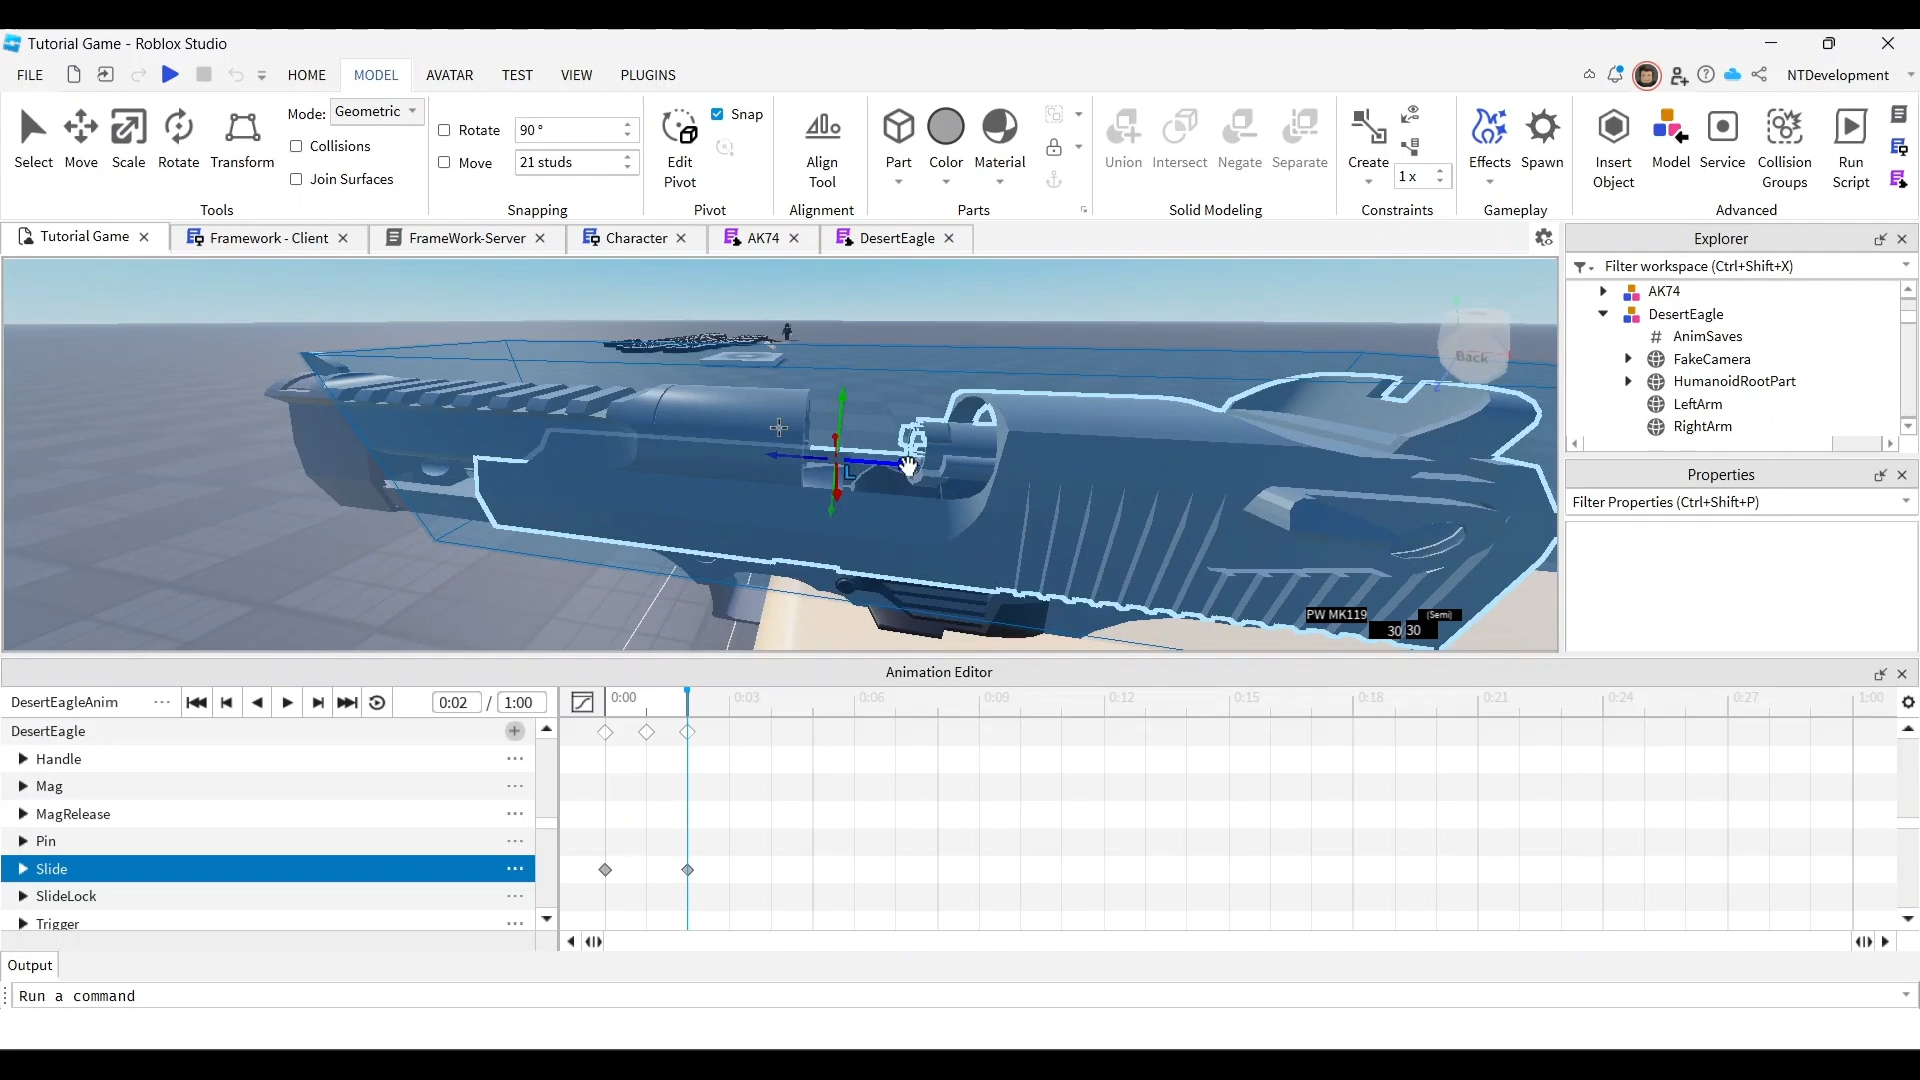 Tutorial Game - Roblox Studio
FILE HOME MODEL AVATAR TEST VIEW PLUGINS NTDevelopment
Select Move Scale Rotate Transform
Mode: Geometric
Collisions
Join Surfaces
Tools
Rotate 90 °
Move 21 studs
Snapping
Edit Pivot
Snap
Pivot
Align Tool
Alignment
Part Color Material
Parts
Union Intersect Negate Separate
Solid Modeling
Create 1 x
Constraints
Effects Spawn
Gameplay
Insert Object Model Service Collision Groups Run Script
Advanced
Tutorial Game Framework - Client FrameWork-Server Character AK74 DesertEagle
Explorer
Filter workspace (Ctrl+Shift+X)
AK74
DesertEagle
# AnimSaves
FakeCamera
HumanoidRootPart
LeftArm
RightArm
Properties
Filter Properties (Ctrl+Shift+P)
Back
L
PW MK119 (Semi)
30 30
Animation Editor
DesertEagleAnim ... 0:02 / 1:00
0:00 0:03 0:06 0:09 0:12 0:15 0:18 0:21 0:24 0:27 1:00
DesertEagle
Handle ...
Mag ...
MagRelease ...
Pin ...
Slide ...
SlideLock ...
Trigger ...
Output
Run a command